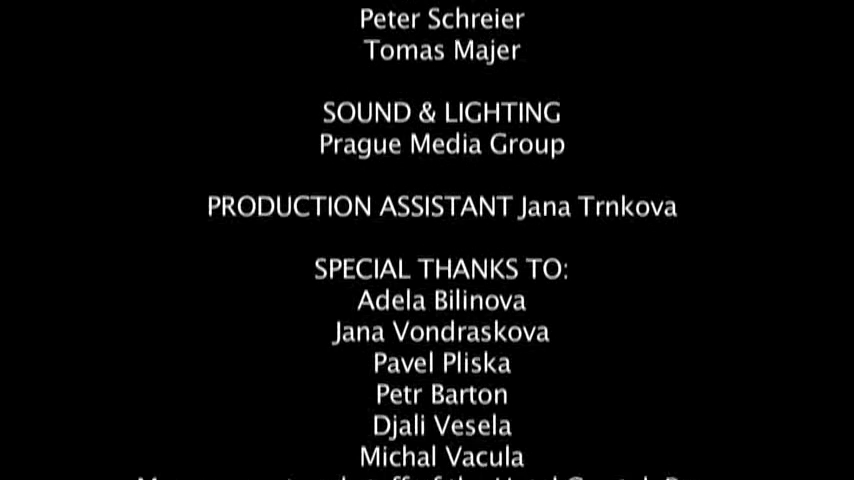 Peter Schreier
Tomas Majer
SOUND & LIGHTING
Prague Media Group
PRODUCTION ASSISTANT Jana Trnkova
SPECIAL THANKS TO:
Adela Bilinova
Jana Vondraskova
Pavel Pliska
Petr Barton
Djali Vesela
Michal Vacula